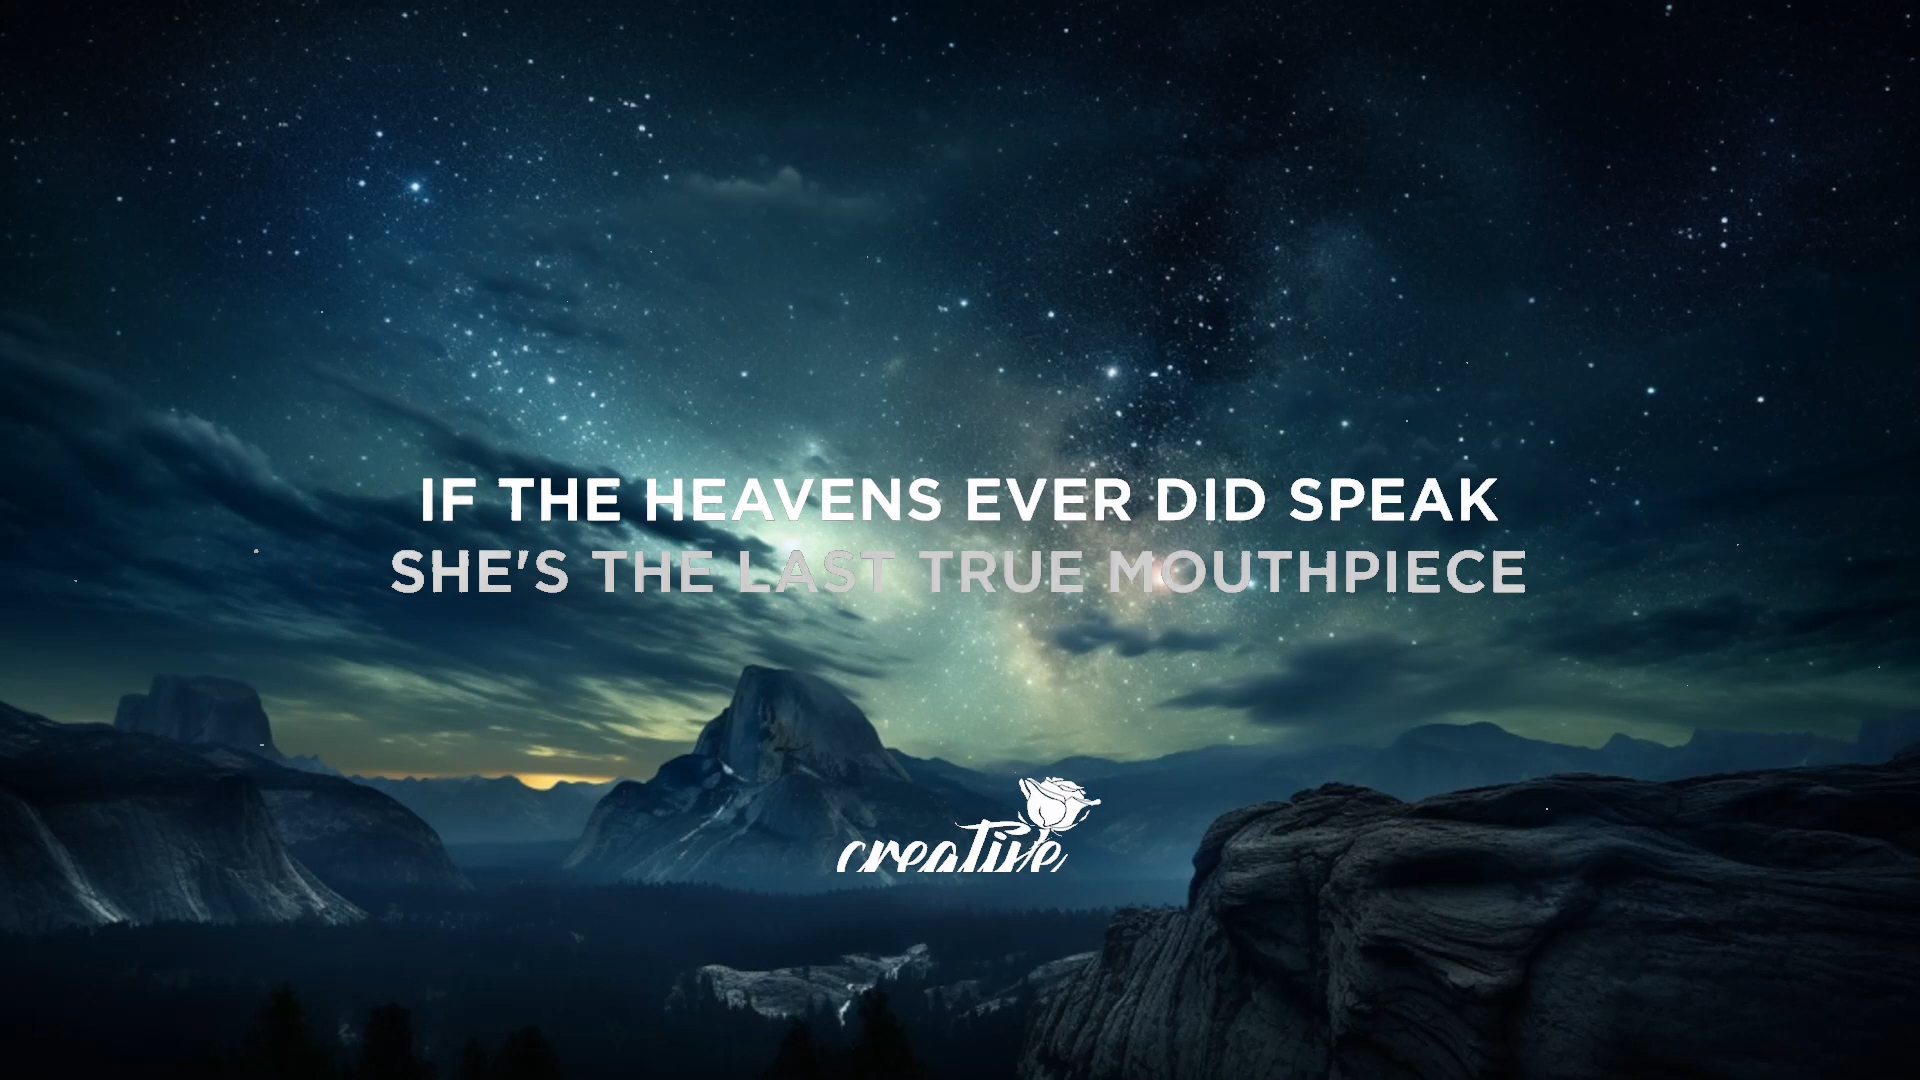 IF THE HEAVENS EVER DID SPEAK
SHE'S THE LAST TRUE MOUTHPIECE
creative